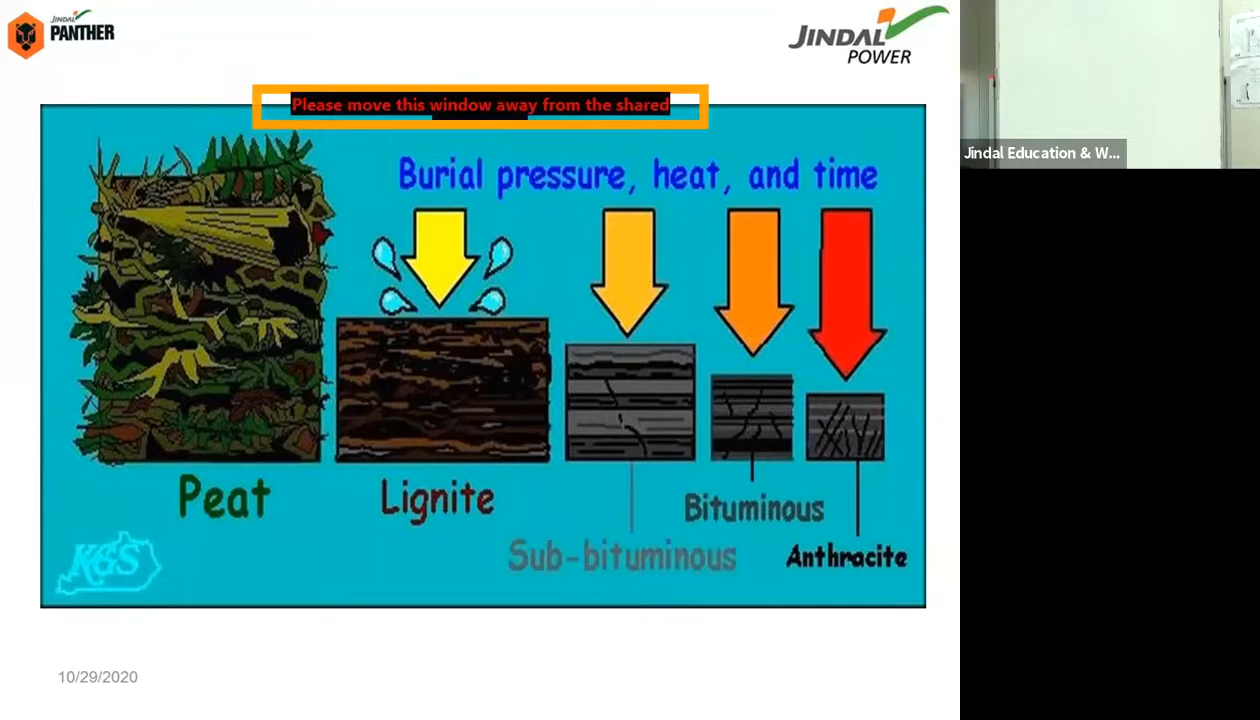 JINDAL
PANTHER
JINDAL
POWER
Please move this window away from the shared
Burial pressure, heat, and time
Peat
Lignite
Sub-bituminous
Bituminous
Anthracite
KGS
10/29/2020
Jindal Education & W...